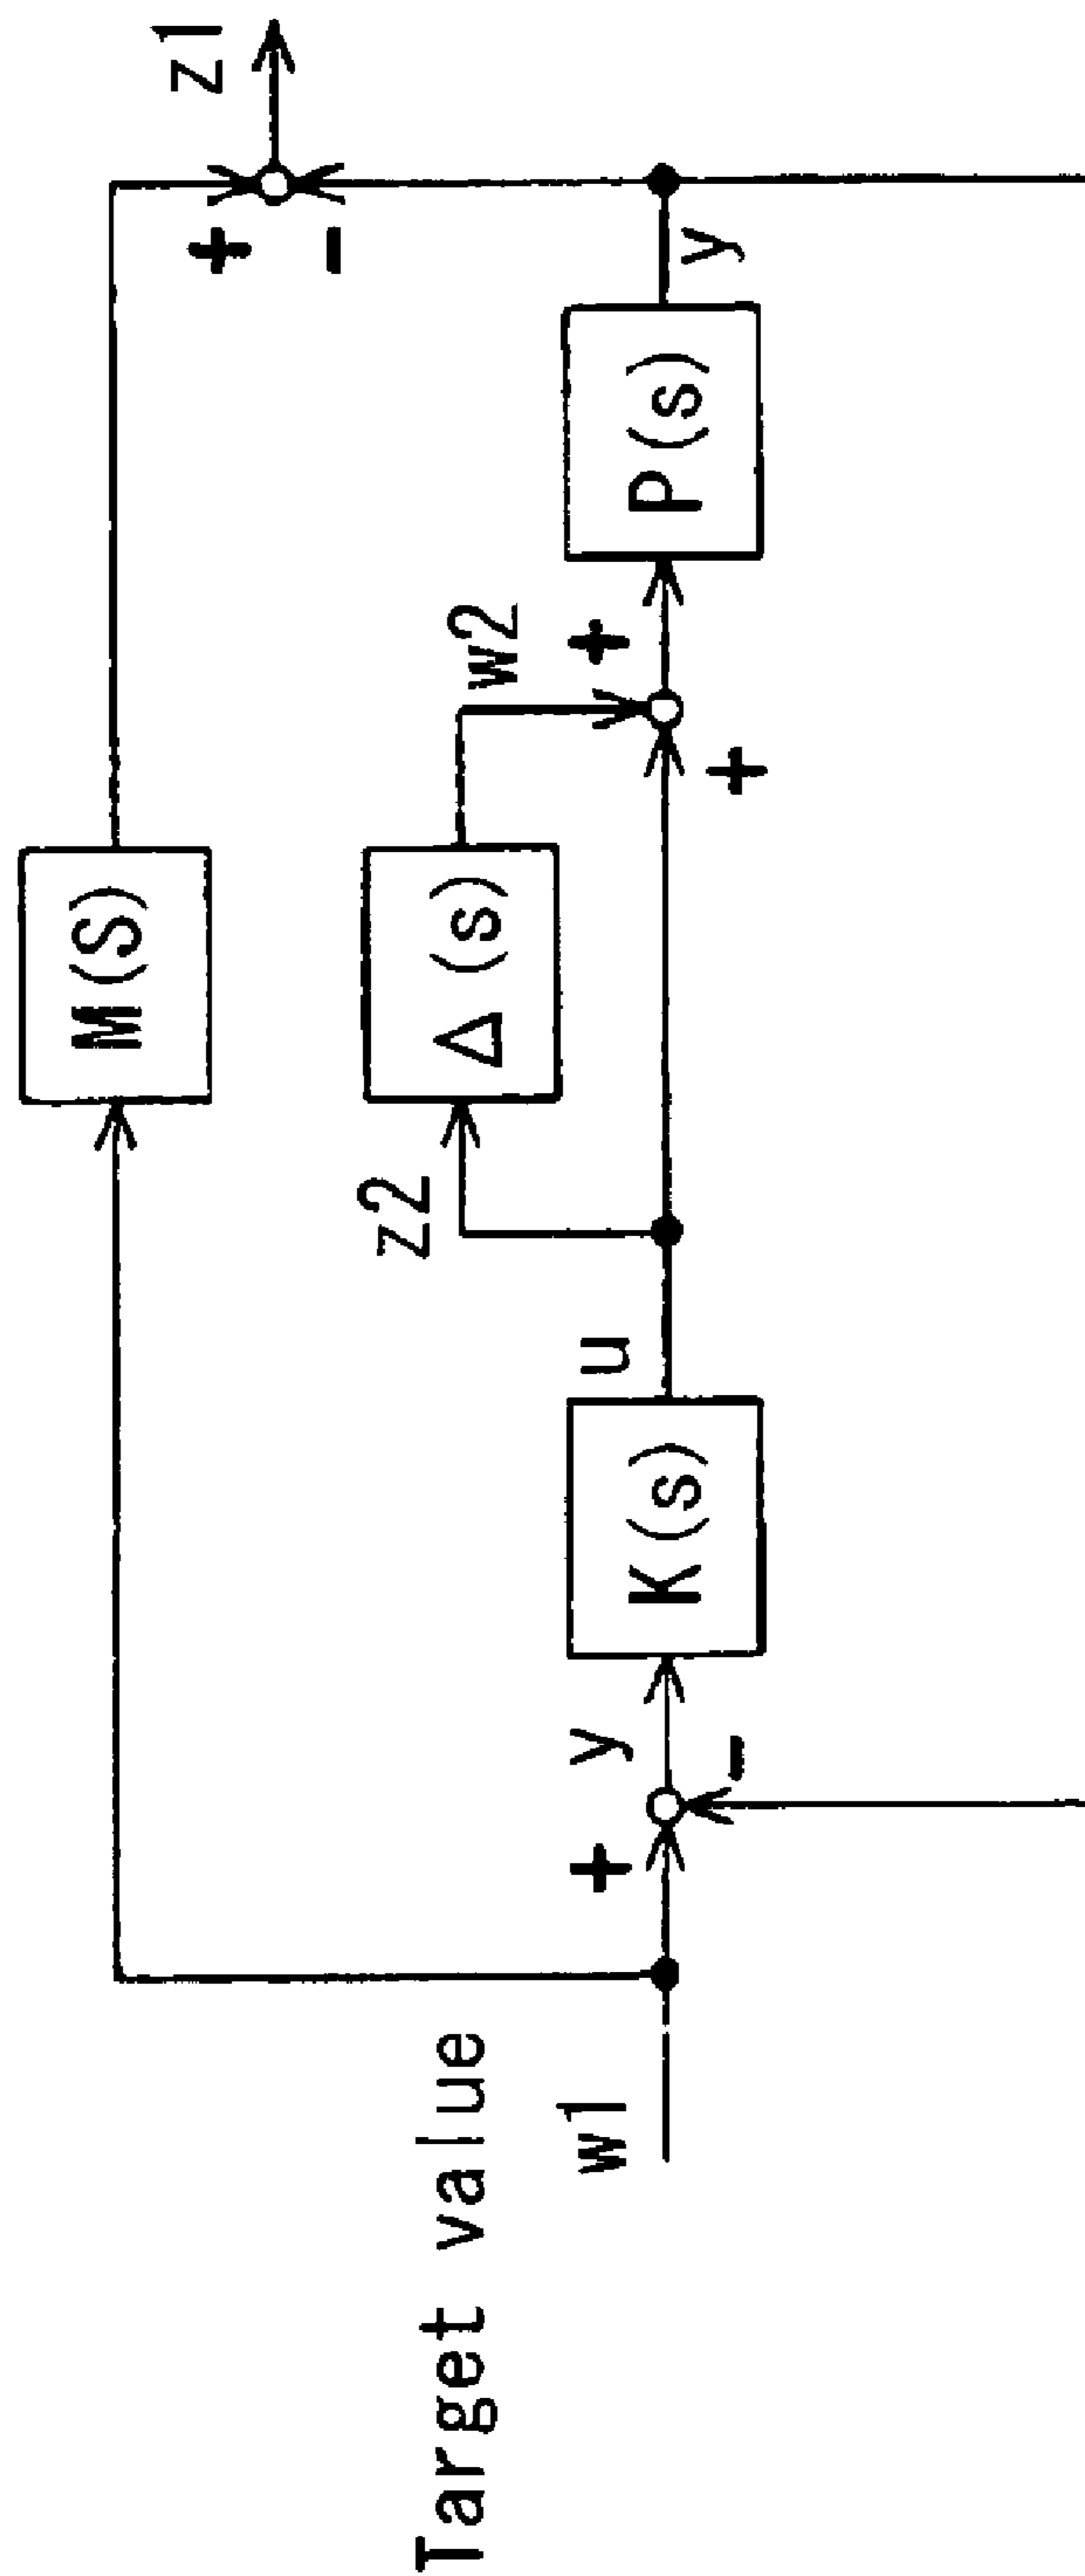 M(S)
z1
+
-
z2
Δ(s)
w2
Target value
w1
+
y
-
K(s)
u
+
+
P(s)
y